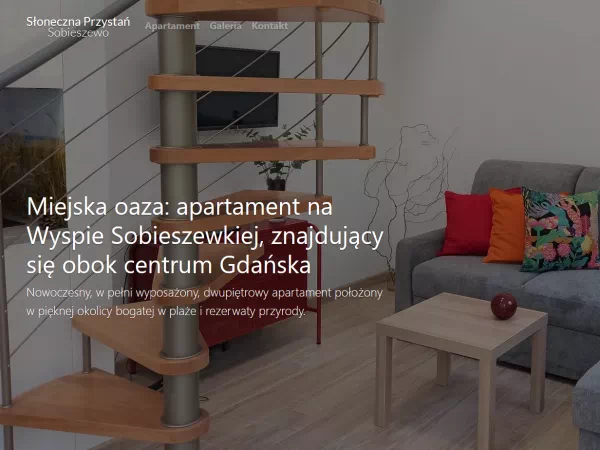 Słoneczna Przystań
Sobieszewo
Apartament Galeria Kontakt
Miejska oaza: apartament na
Wyspie Sobieszewkiej, znajdujący
się obok centrum Gdańska
Nowoczesny, w pełni wyposażony, dwupiętrowy apartament położony
w pięknej okolicy bogatej w plaże i rezerwaty przyrody.